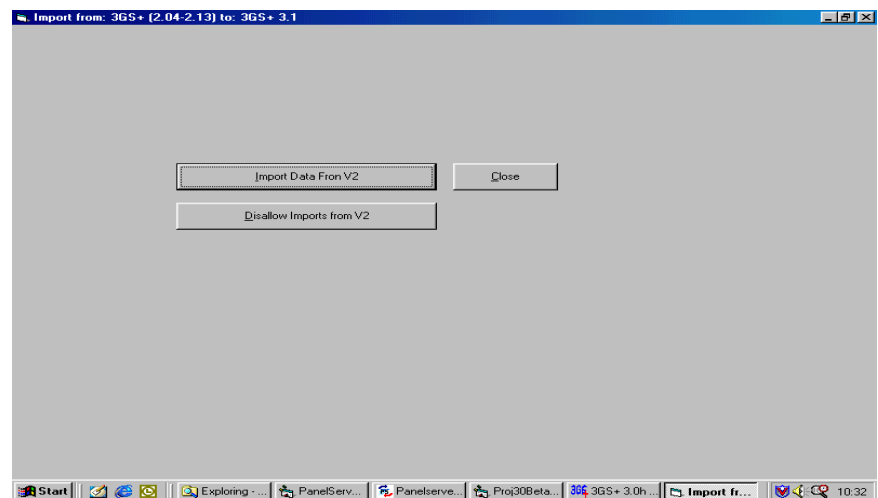 Import from: 3GS+ (2.04-2.13) to: 3GS+ 3.1
Import Data Fron V2 Close
Disallow Imports from V2
Start Exploring - ... PanelServ... Panelserve... Proj30Beta... 3GS+ 3.0h ... Import fr... 10:32